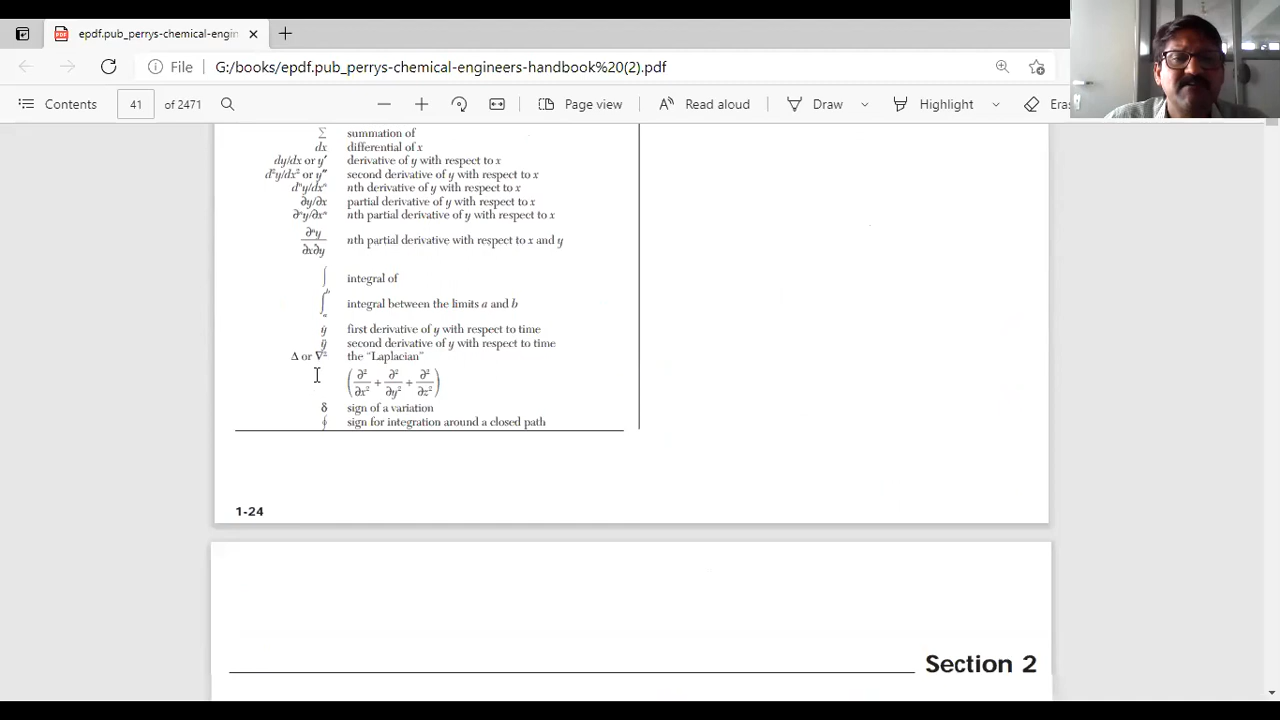 epdf.pub_perrys-chemical-engin
File
G:/books/epdf.pub_perrys-chemical-engineers-handbook%20(2).pdf
Contents
41
of 2471
Page view
Read aloud
Draw
Highlight
Era
Σ summation of
dx differential of x
dy/dx or y′ derivative of y with respect to x
d²y/dx² or y″ second derivative of y with respect to x
dⁿy/dxⁿ nth derivative of y with respect to x
∂y/∂x partial derivative of y with respect to x
∂ⁿy/∂xⁿ nth partial derivative of y with respect to x
∂ⁿy/∂x∂y nth partial derivative with respect to x and y
∫ integral of
∫ᵇₐ integral between the limits a and b
ẏ first derivative of y with respect to time
ÿ second derivative of y with respect to time
Δ or ∇² the “Laplacian”
(∂²/∂x² + ∂²/∂y² + ∂²/∂z²)
δ sign of a variation
∮ sign for integration around a closed path
1-24
Section 2